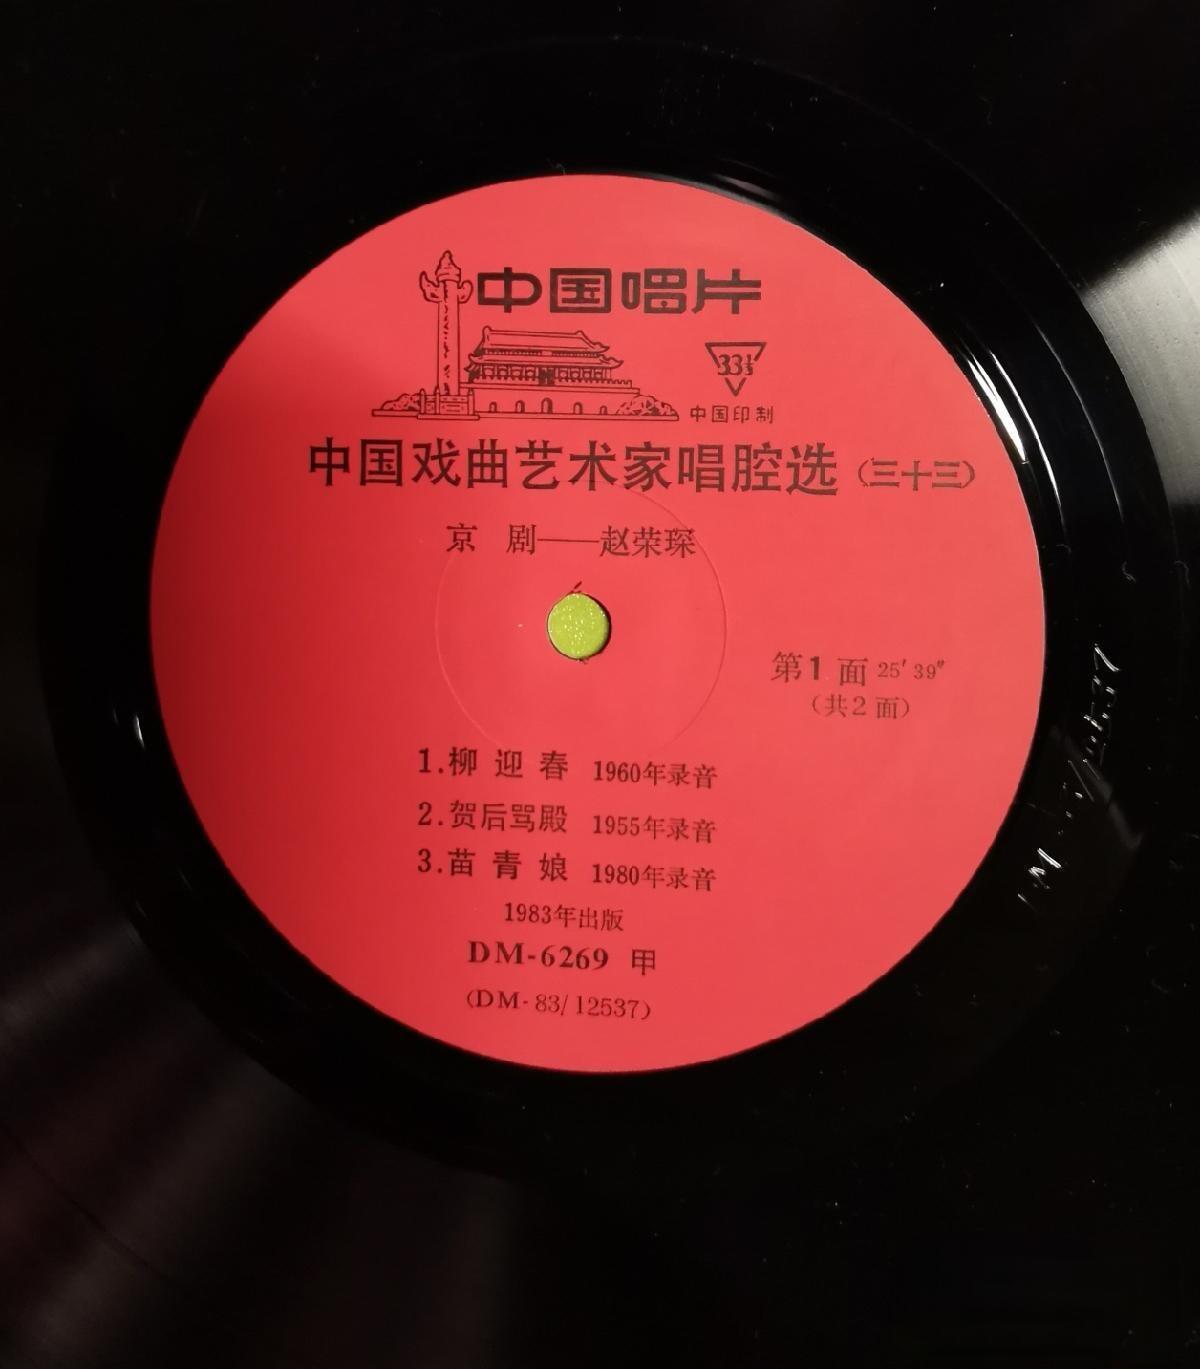 中国唱片
33⅓
中国印制
中国戏曲艺术家唱腔选（三十三）
京 剧——赵荣琛
第1面 25′39″
（共2面）
1.柳迎春 1960年录音
2.贺后骂殿 1955年录音
3.苗青娘 1980年录音
1983年出版
DM-6269 甲
(DM-83/12537)